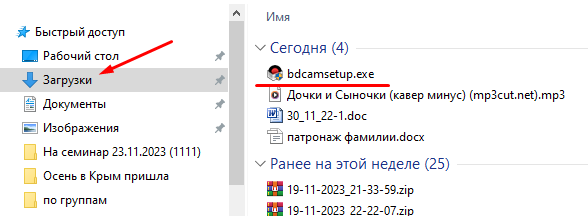 Имя
Быстрый доступ
Рабочий стол
Загрузки
Документы
Изображения
На семинар 23.11.2023 (1111)
Осень в Крым пришла
по группам
Сегодня (4)
bdcamsetup.exe
Дочки и Сыночки (кавер минус) (mp3cut.net).mp3
30_11_22-1.doc
патронаж фамилии.docx
Ранее на этой неделе (25)
19-11-2023_21-33-59.zip
19-11-2023_22-22-07.zip